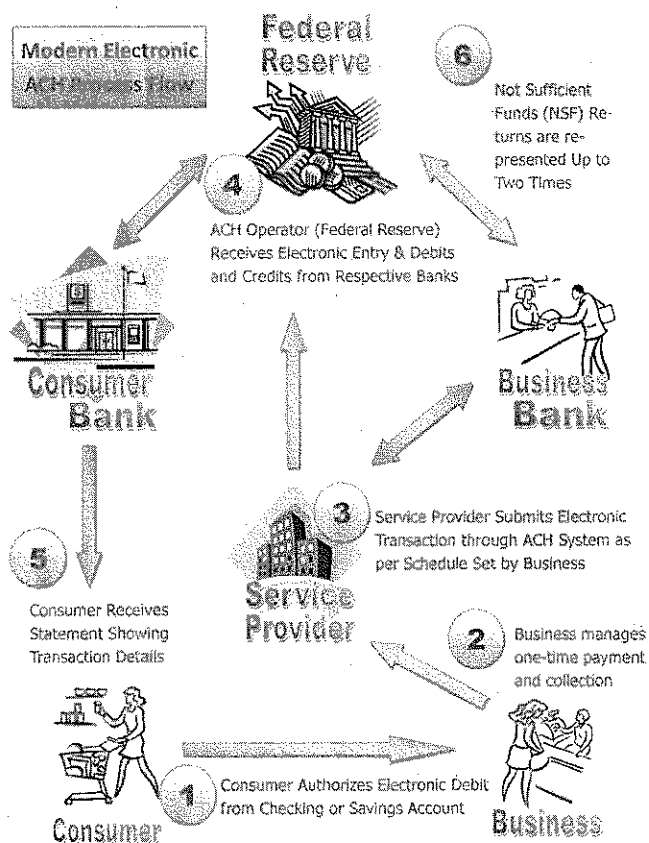 Modern Electronic
ACH Process Flow
Federal
Reserve
6
Not Sufficient
Funds (NSF) Re-
turns are re-
presented Up to
Two Times
4
ACH Operator (Federal Reserve)
Receives Electronic Entry & Debits
and Credits from Respective Banks
Consumer
Bank
Business
Bank
3
Service Provider Submits Electronic
Transaction through ACH System as
per Schedule Set by Business
Service
Provider
5
Consumer Receives
Statement Showing
Transaction Details
2
Business manages
one-time payment
and collection
1
Consumer Authorizes Electronic Debit
from Checking or Savings Account
Consumer
Business